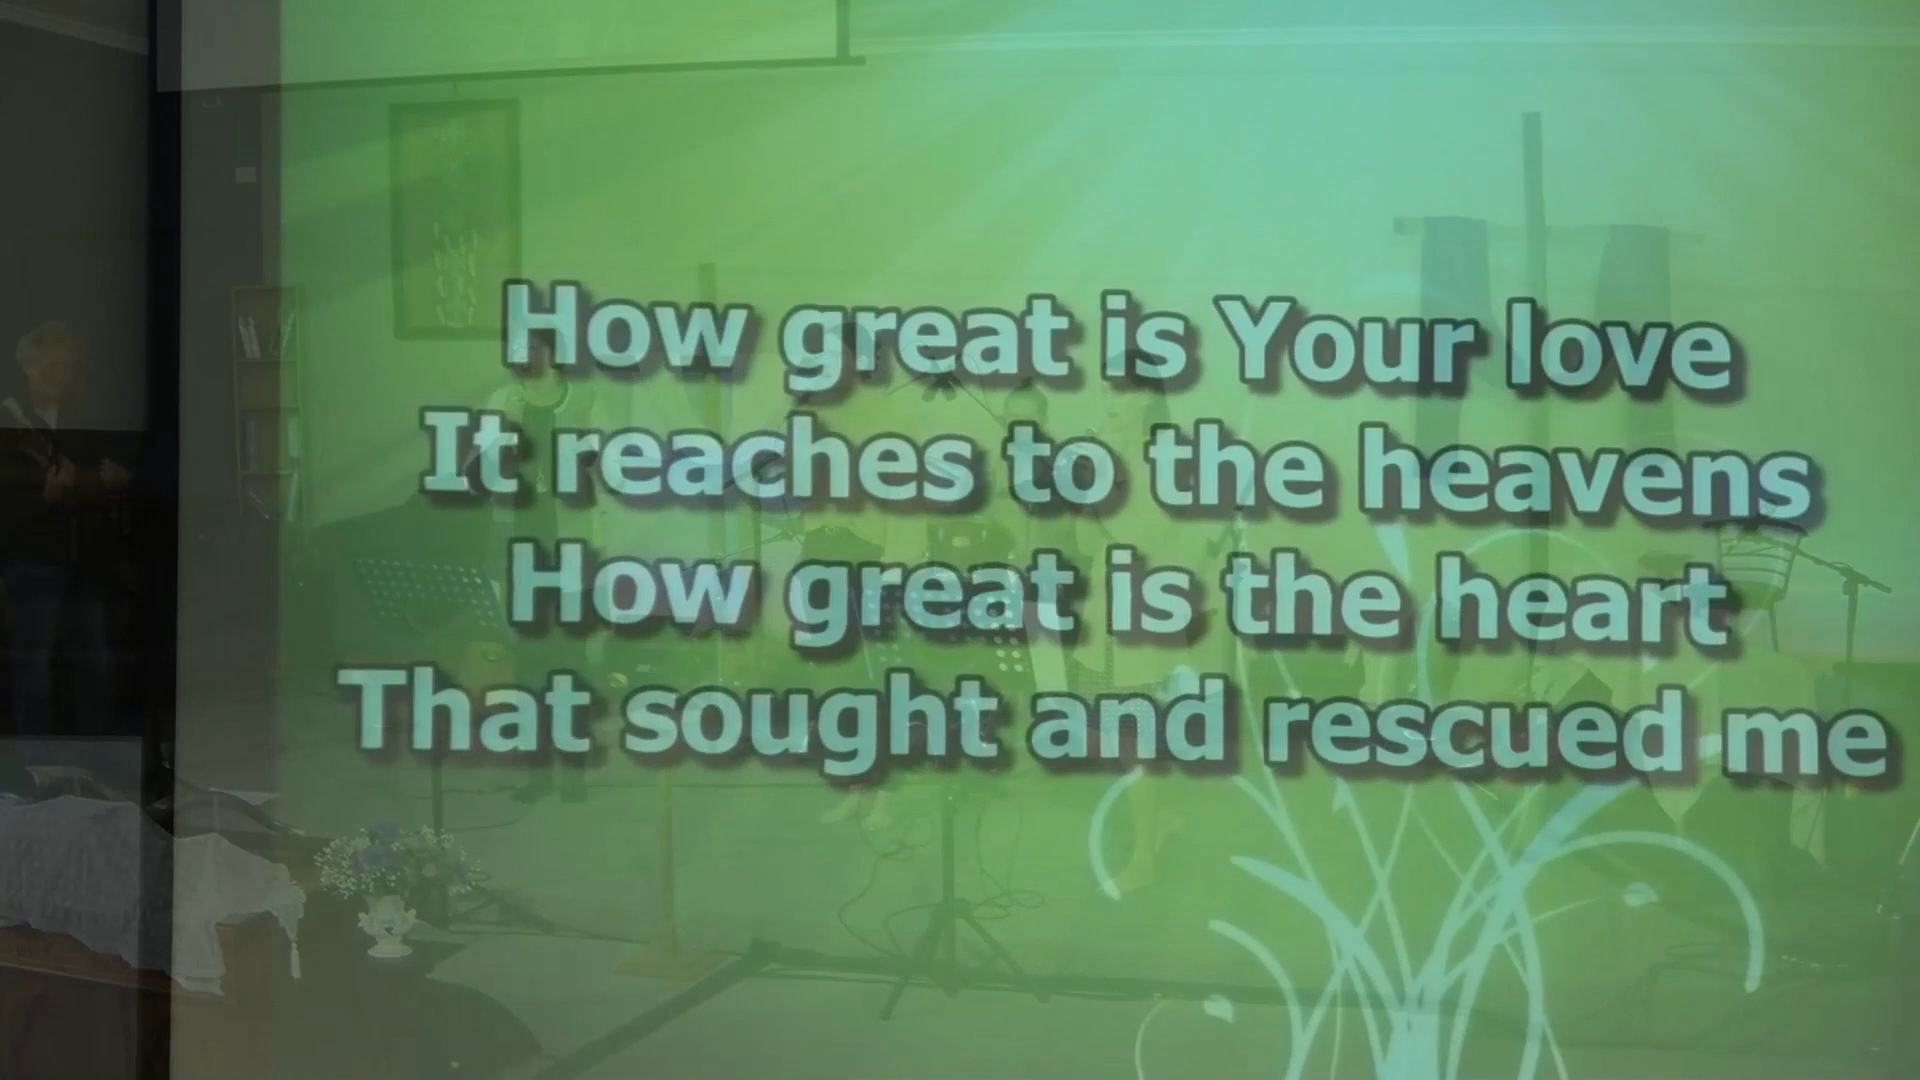 How great is Your love
It reaches to the heavens
How great is the heart
That sought and rescued me